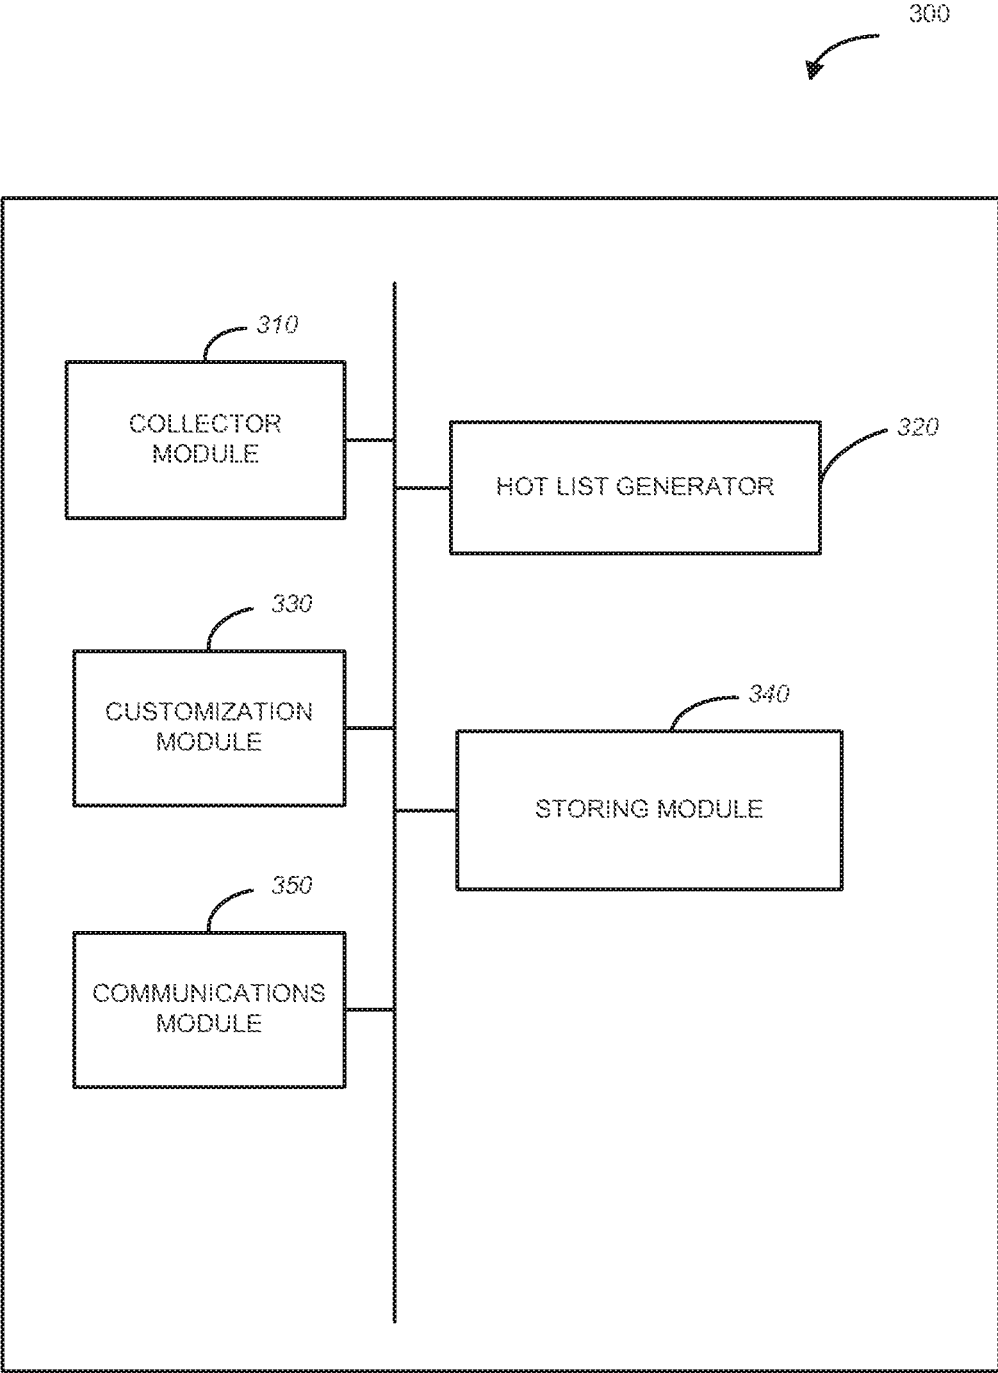 300
310
COLLECTOR
MODULE
320
HOT LIST GENERATOR
330
CUSTOMIZATION
MODULE
340
STORING MODULE
350
COMMUNICATIONS
MODULE